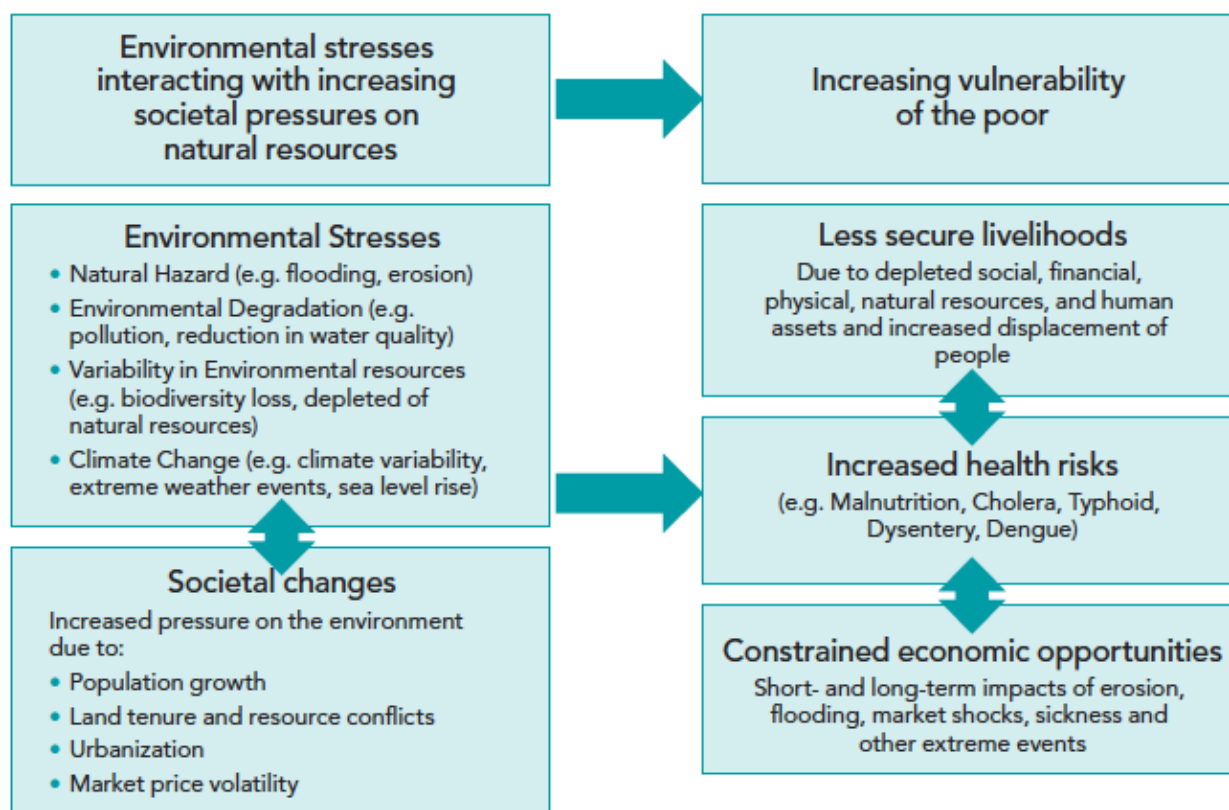 Environmental stresses
interacting with increasing
societal pressures on
natural resources
Increasing vulnerability
of the poor
Environmental Stresses
• Natural Hazard (e.g. flooding, erosion)
• Environmental Degradation (e.g.
pollution, reduction in water quality)
• Variability in Environmental resources
(e.g. biodiversity loss, depleted of
natural resources)
• Climate Change (e.g. climate variability,
extreme weather events, sea level rise)
Societal changes
Increased pressure on the environment
due to:
• Population growth
• Land tenure and resource conflicts
• Urbanization
• Market price volatility
Less secure livelihoods
Due to depleted social, financial,
physical, natural resources, and human
assets and increased displacement of
people
Increased health risks
(e.g. Malnutrition, Cholera, Typhoid,
Dysentery, Dengue)
Constrained economic opportunities
Short- and long-term impacts of erosion,
flooding, market shocks, sickness and
other extreme events